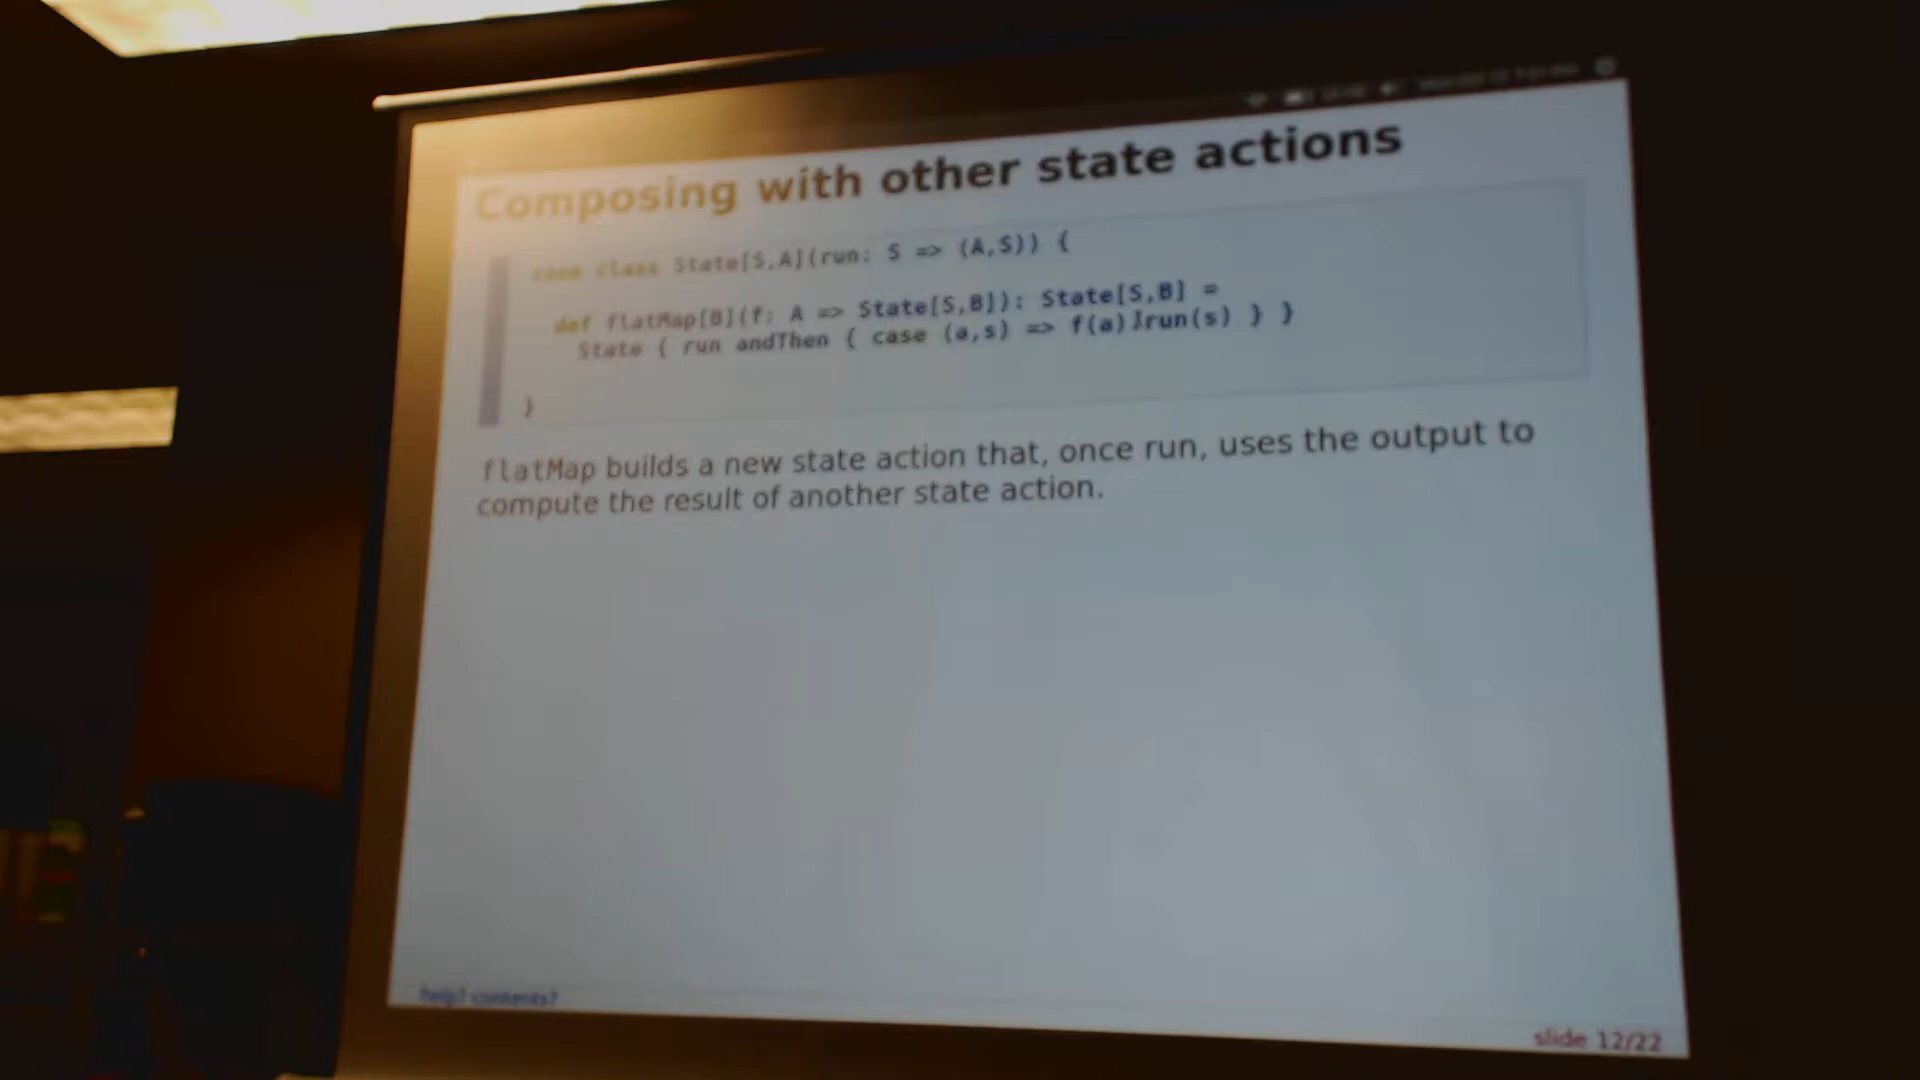 Composing with other state actions
case class State[S,A](run: S => (A,S)) {
def flatMap[B](f: A => State[S,B]): State[S,B] =
State { run andThen { case (a,s) => f(a).run(s) } }
}
flatMap builds a new state action that, once run, uses the output to
compute the result of another state action.
help? contents?
slide 12/22